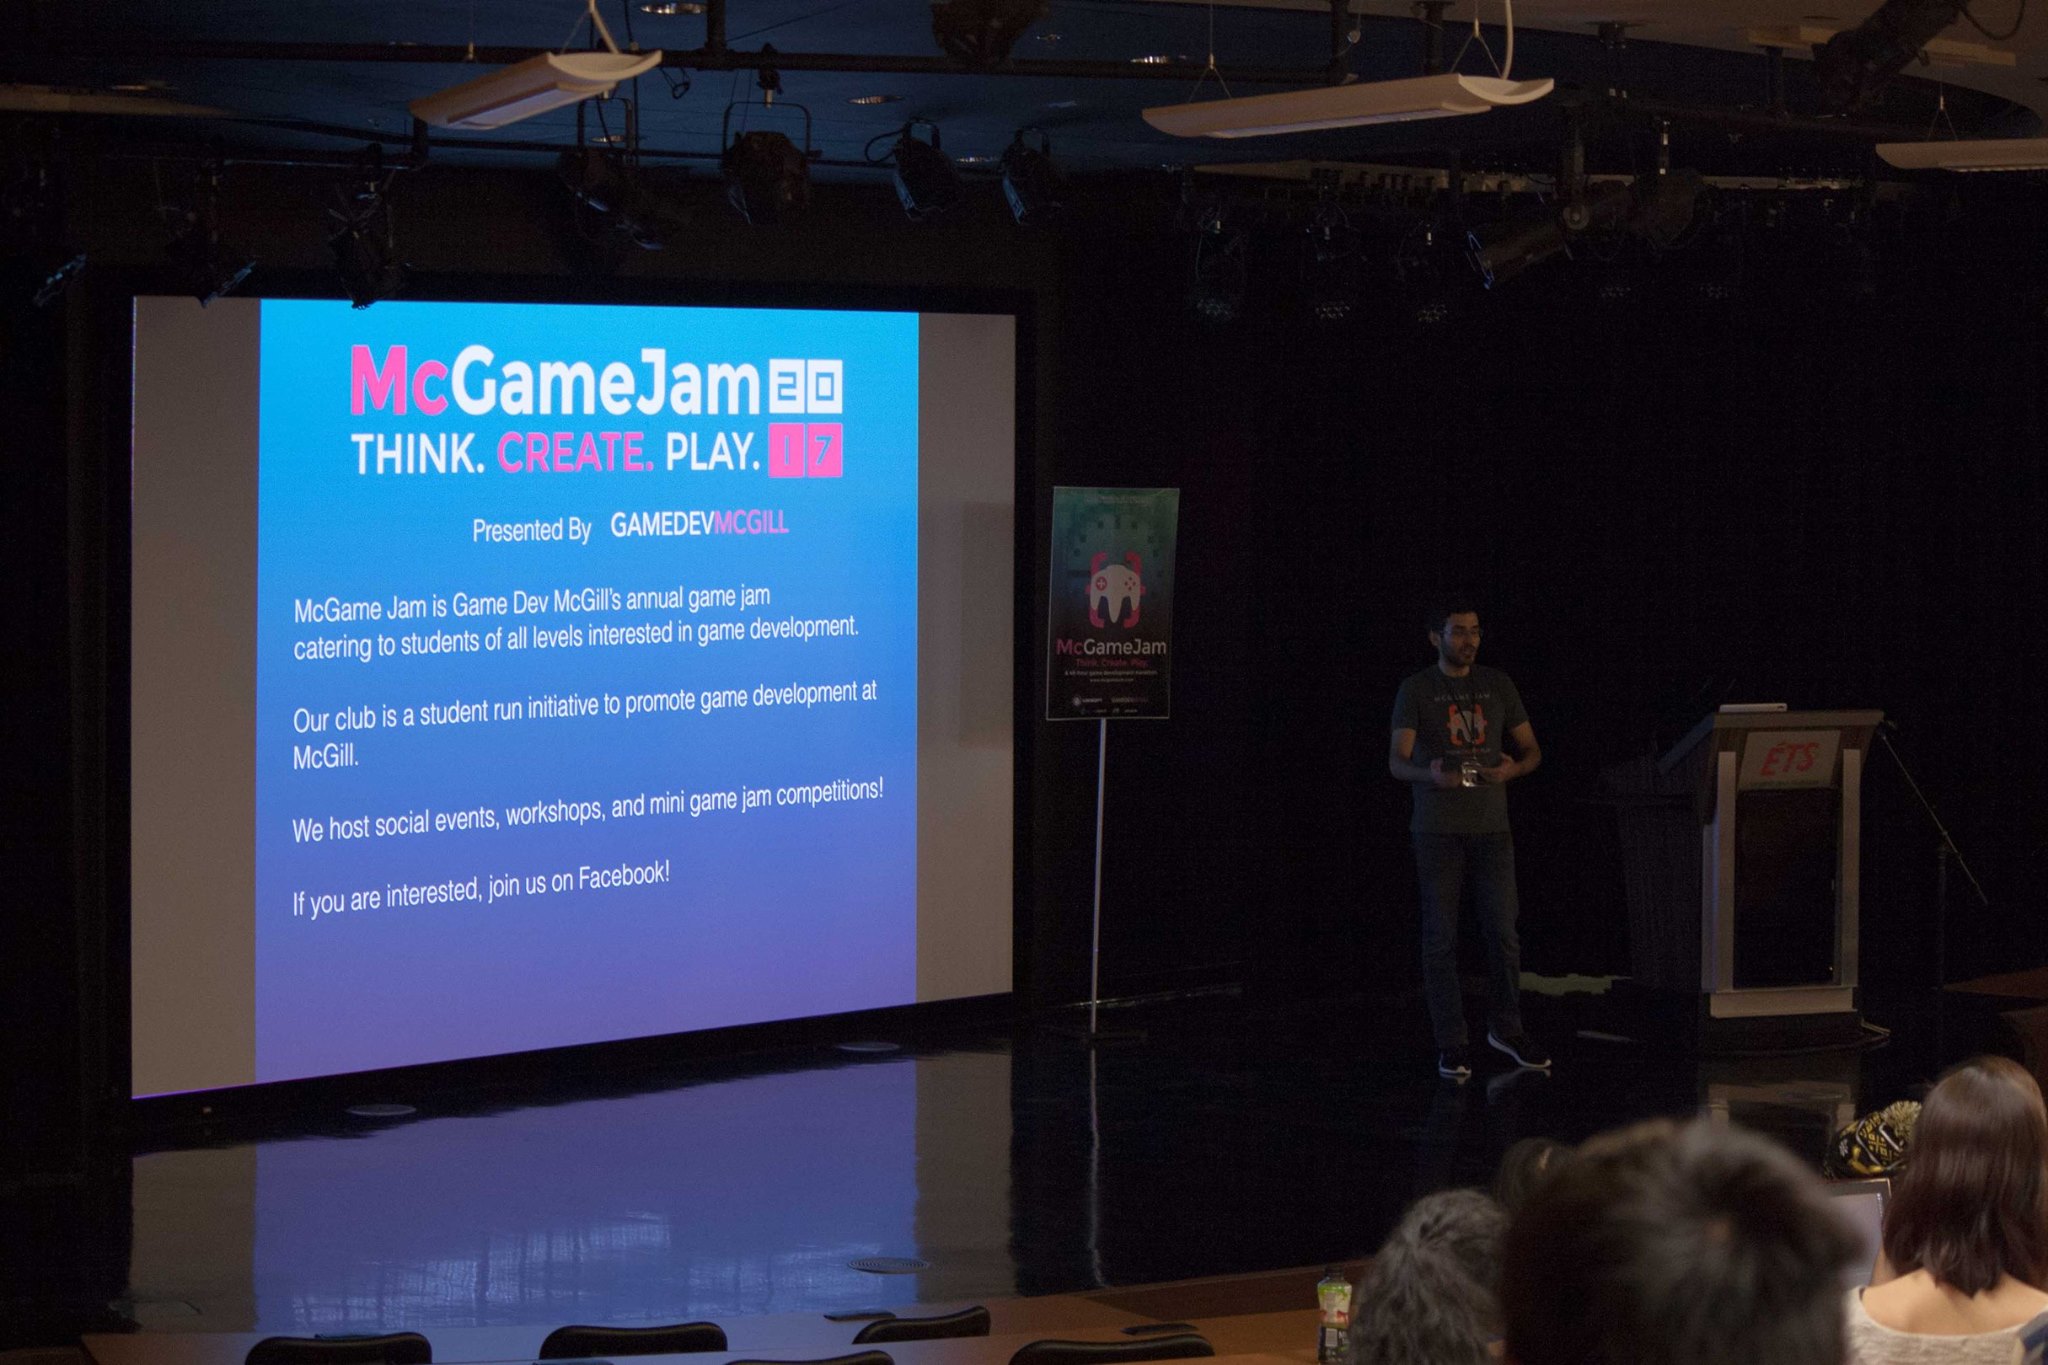 McGameJam 20
THINK. CREATE. PLAY. 17
Presented By GAMEDEVMCGILL
McGame Jam is Game Dev McGill's annual game jam
catering to students of all levels interested in game development.
Our club is a student run initiative to promote game development at
McGill.
We host social events, workshops, and mini game jam competitions!
If you are interested, join us on Facebook!
McGameJam
Think. Create. Play.
MCGAMEJAM
ÉTS